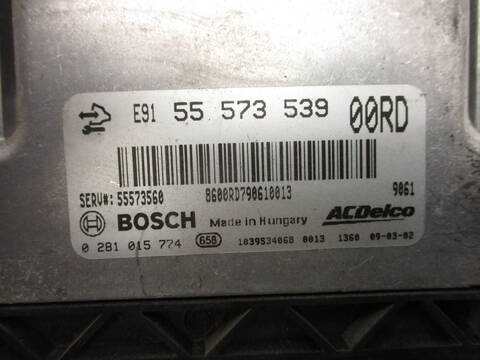 E91 55 573 539 00RD
SERV#: 55573560 8600RD790610013 9061
BOSCH Made in Hungary ACDelco
0 281 015 774 658 1039S34068 0013 1360 09-03-02